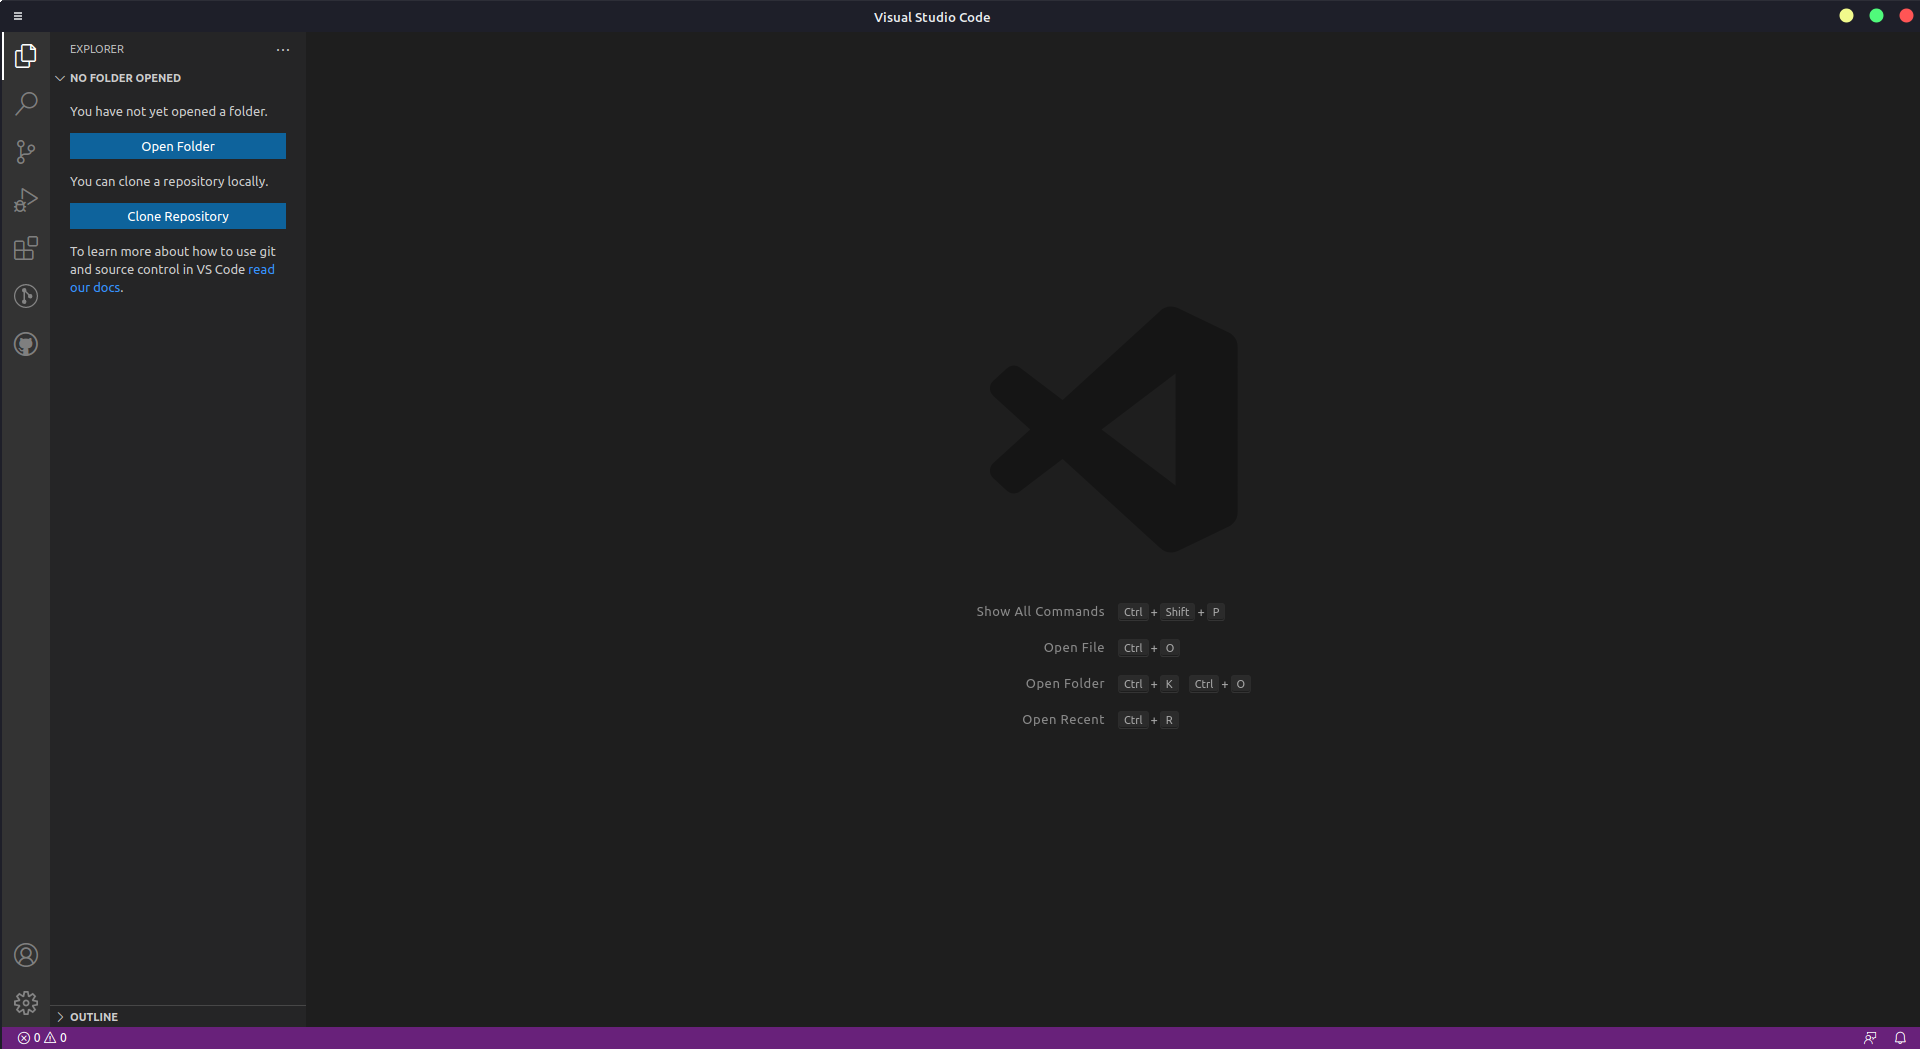 Visual Studio Code
EXPLORER
NO FOLDER OPENED
You have not yet opened a folder.
Open Folder
You can clone a repository locally.
Clone Repository
To learn more about how to use git
and source control in VS Code read
our docs.
Show All Commands Ctrl + Shift + P
Open File Ctrl + O
Open Folder Ctrl + K Ctrl + O
Open Recent Ctrl + R
OUTLINE
0 0